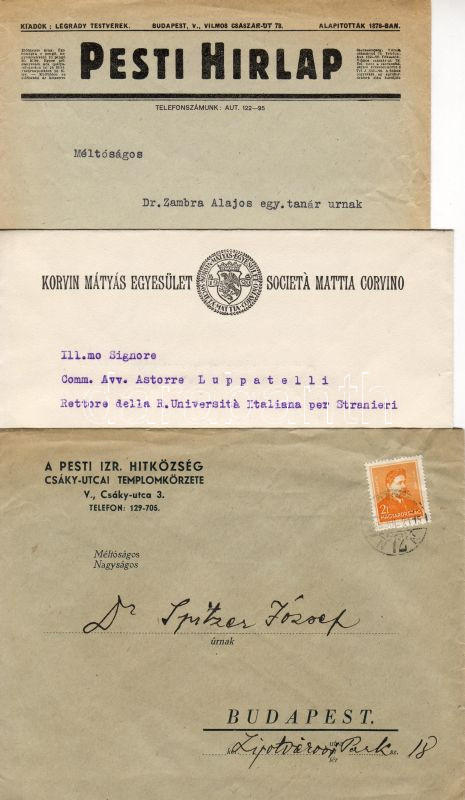 KIADÓK : LEGRÁDY TESTVÉREK. BUDAPEST, V., VILMOS CSÁSZÁR-ÚT 78. ALAPITOTTÁK 1878-BAN.
PESTI HIRLAP
TELEFONSZÁMUNK : AUT. 122—95
Méltóságos
Dr.Zambra Alajos egy.tanár urnak
KORVIN MÁTYÁS EGYESÜLET SOCIETÀ MATTIA CORVINO
Ill.mo Signore
Comm. Avv. Astorre Luppatelli
Rettore della R.Università Italiana per Stranieri
A PESTI IZR. HITKÖZSÉG
CSÁKY-UTCAI TEMPLOMKÖRZETE
V., Csáky-utca 3.
TELEFON: 129-705.
2f
MAGYARORSZÁG
Méltóságos
Nagyságos
Dr Spitzer József
úrnak
BUDAPEST.
Park 18